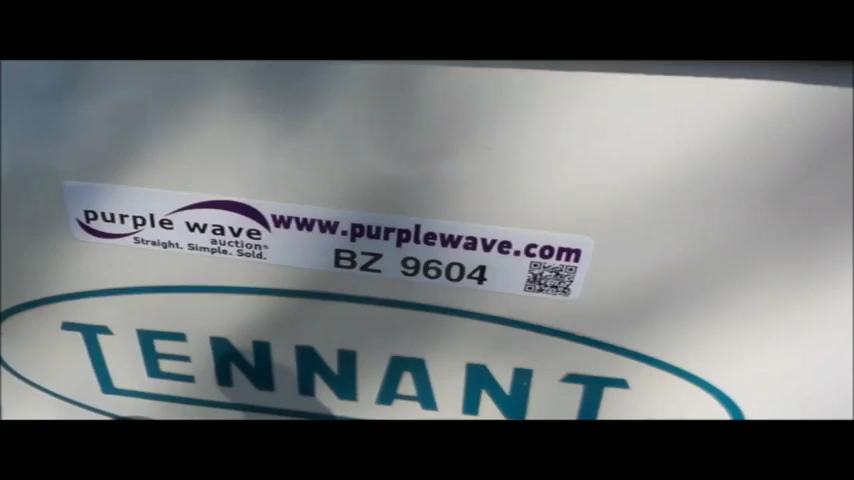 purple wave
auction®
Straight. Simple. Sold.
www.purplewave.com
BZ 9604
TENNANT